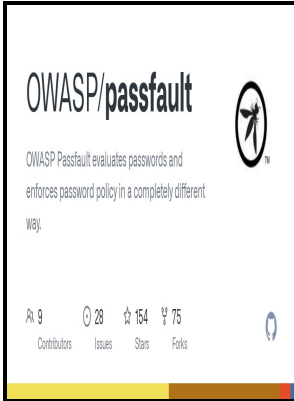 OWASP/passfault
TM
OWASP Passfault evaluates passwords and
enforces password policy in a completely different
way.
9 28 154 75
Contributors Issues Stars Forks